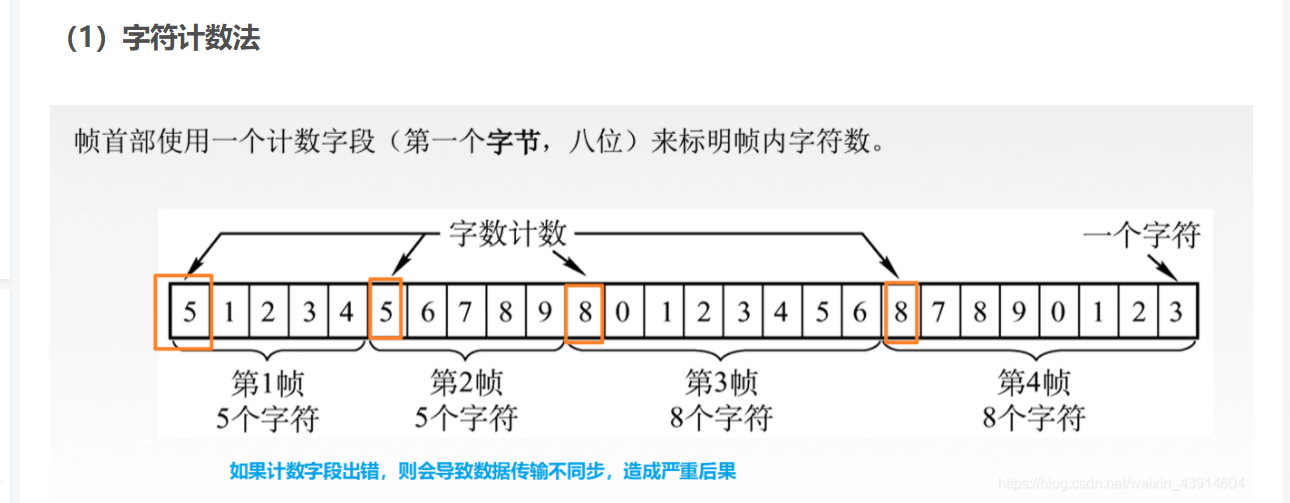 （1）字符计数法
帧首部使用一个计数字段（第一个字节，八位）来标明帧内字符数。
字数计数
一个字符
5 1 2 3 4 5 6 7 8 9 8 0 1 2 3 4 5 6 8 7 8 9 0 1 2 3
第1帧 第2帧 第3帧 第4帧
5个字符 5个字符 8个字符 8个字符
如果计数字段出错，则会导致数据传输不同步，造成严重后果
https://blog.csdn.net/weixin_43914604